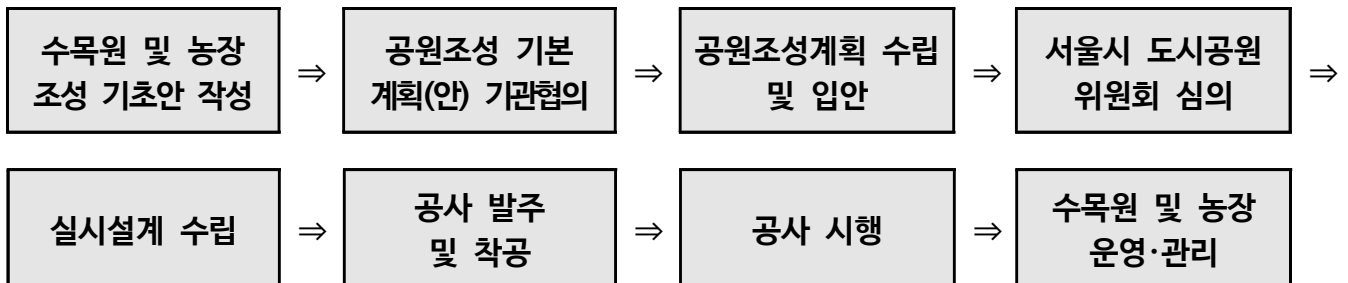 수목원 및 농장
조성 기초안 작성
⇒
공원조성 기본
계획(안) 기관협의
⇒
공원조성계획 수립
및 입안
⇒
서울시 도시공원
위원회 심의
⇒
실시설계 수립
⇒
공사 발주
및 착공
⇒
공사 시행
⇒
수목원 및 농장
운영·관리